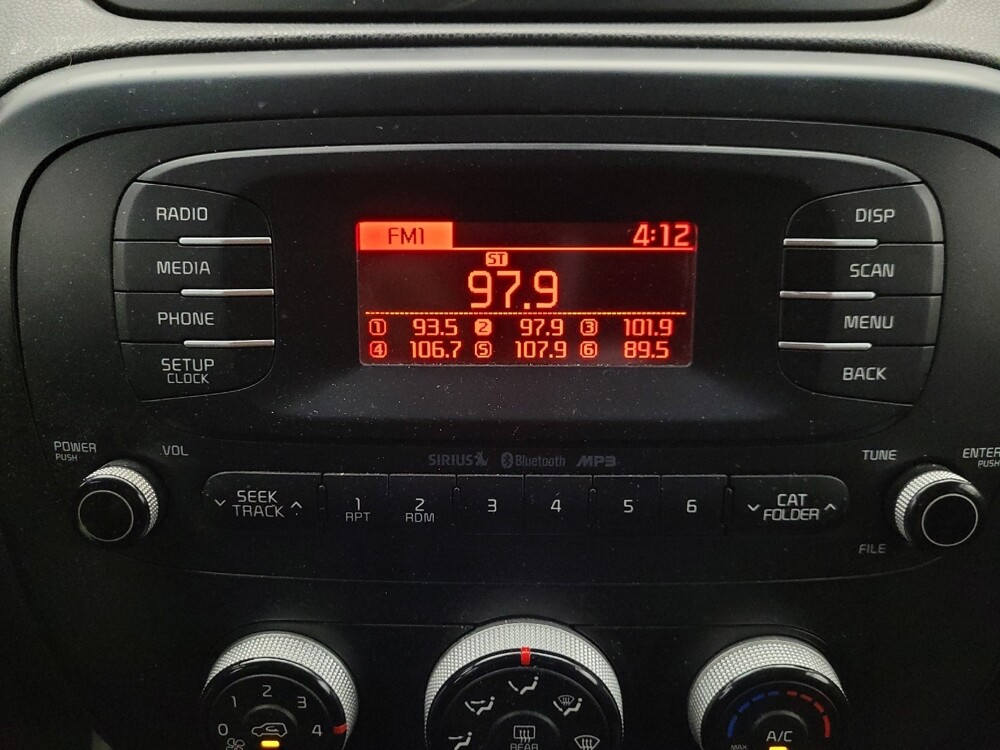 FM1 4:12
ST
97.9
1 93.5 2 97.9 3 101.9
4 106.7 5 107.9 6 89.5
RADIO
MEDIA
PHONE
SETUP
CLOCK
DISP
SCAN
MENU
BACK
POWER
PUSH
VOL
SIRIUS Bluetooth MP3
TUNE
ENTER
PUSH
SEEK
TRACK
1
RPT
2
RDM
3
4
5
6
CAT
FOLDER
FILE
0 1 2 3 4
REAR
MAX
A/C